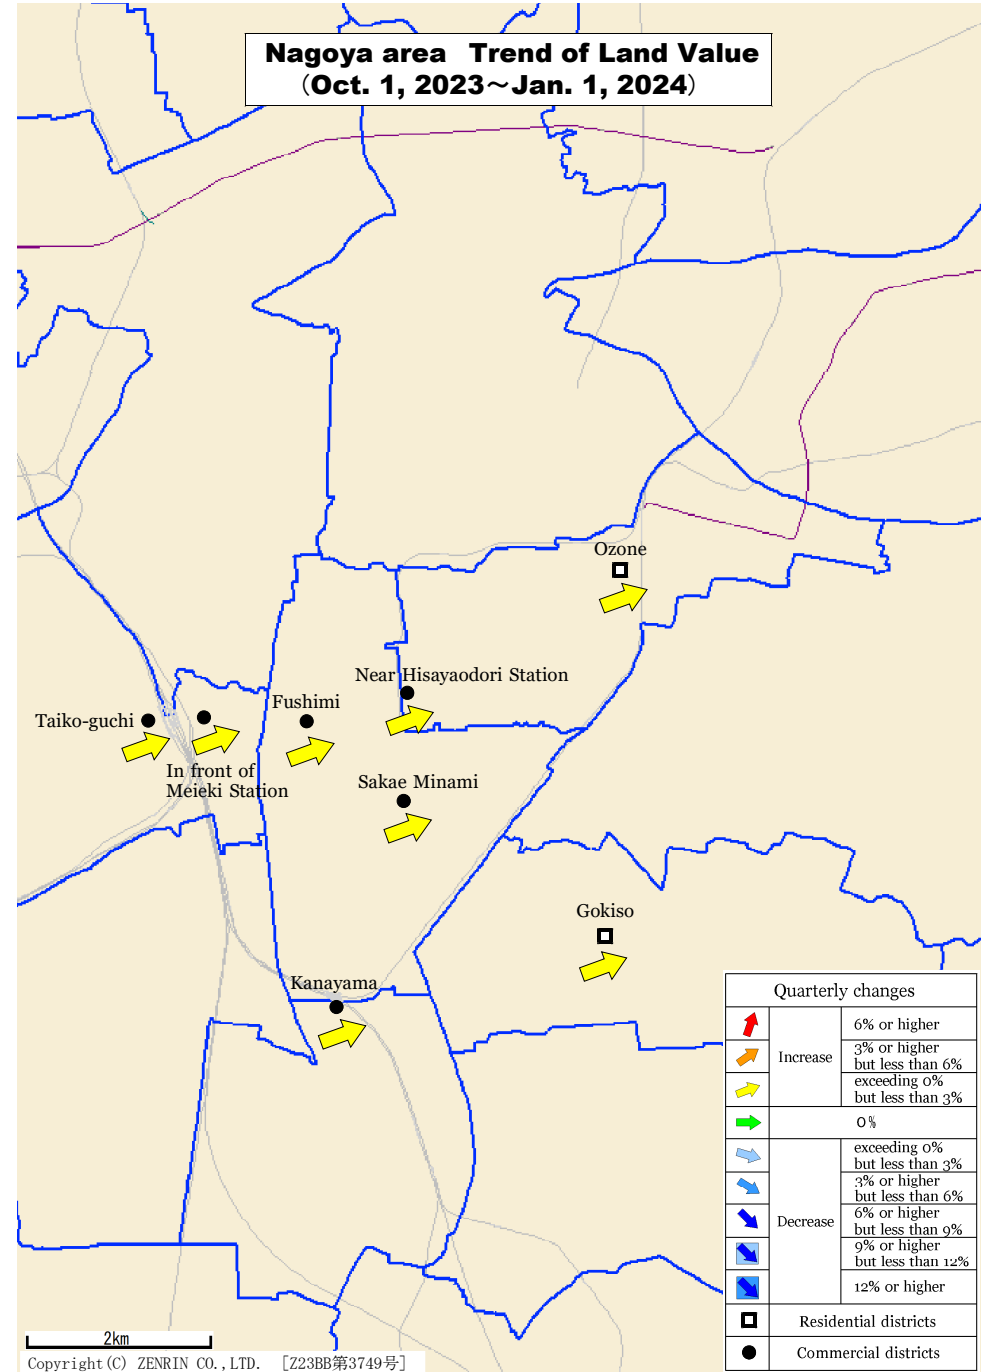 Nagoya area Trend of Land Value
（Oct. 1, 2023～Jan. 1, 2024）
Ozone
Near Hisayaodori Station
Fushimi
Taiko-guchi
In front of
Meieki Station
Sakae Minami
Gokiso
Kanayama
Quarterly changes
Increase
6% or higher
3% or higher
but less than 6%
exceeding 0%
but less than 3%
0％
Decrease
exceeding 0%
but less than 3%
3% or higher
but less than 6%
6% or higher
but less than 9%
9% or higher
but less than 12%
12% or higher
Residential districts
Commercial districts
2km
Copyright(C) ZENRIN CO.,LTD. [Z23BB第3749号]